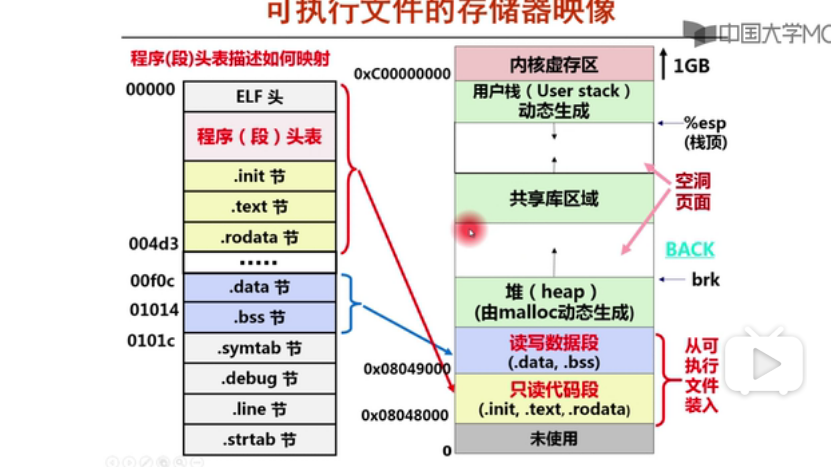 可执行文件的存储器映像
中国大学MO
程序(段)头表描述如何映射
00000
ELF 头
程序（段）头表
.init 节
.text 节
.rodata 节
004d3
.....
00f0c
.data 节
01014
.bss 节
0101c
.symtab 节
.debug 节
.line 节
.strtab 节
0xC00000000
内核虚存区
1GB
用户栈（User stack）
动态生成
%esp
(栈顶)
空洞
页面
共享库区域
BACK
brk
堆（heap）
(由malloc动态生成)
读写数据段
(.data, .bss)
0x08049000
只读代码段
(.init, .text, .rodata)
0x08048000
未使用
0
从可
执行
文件
装入